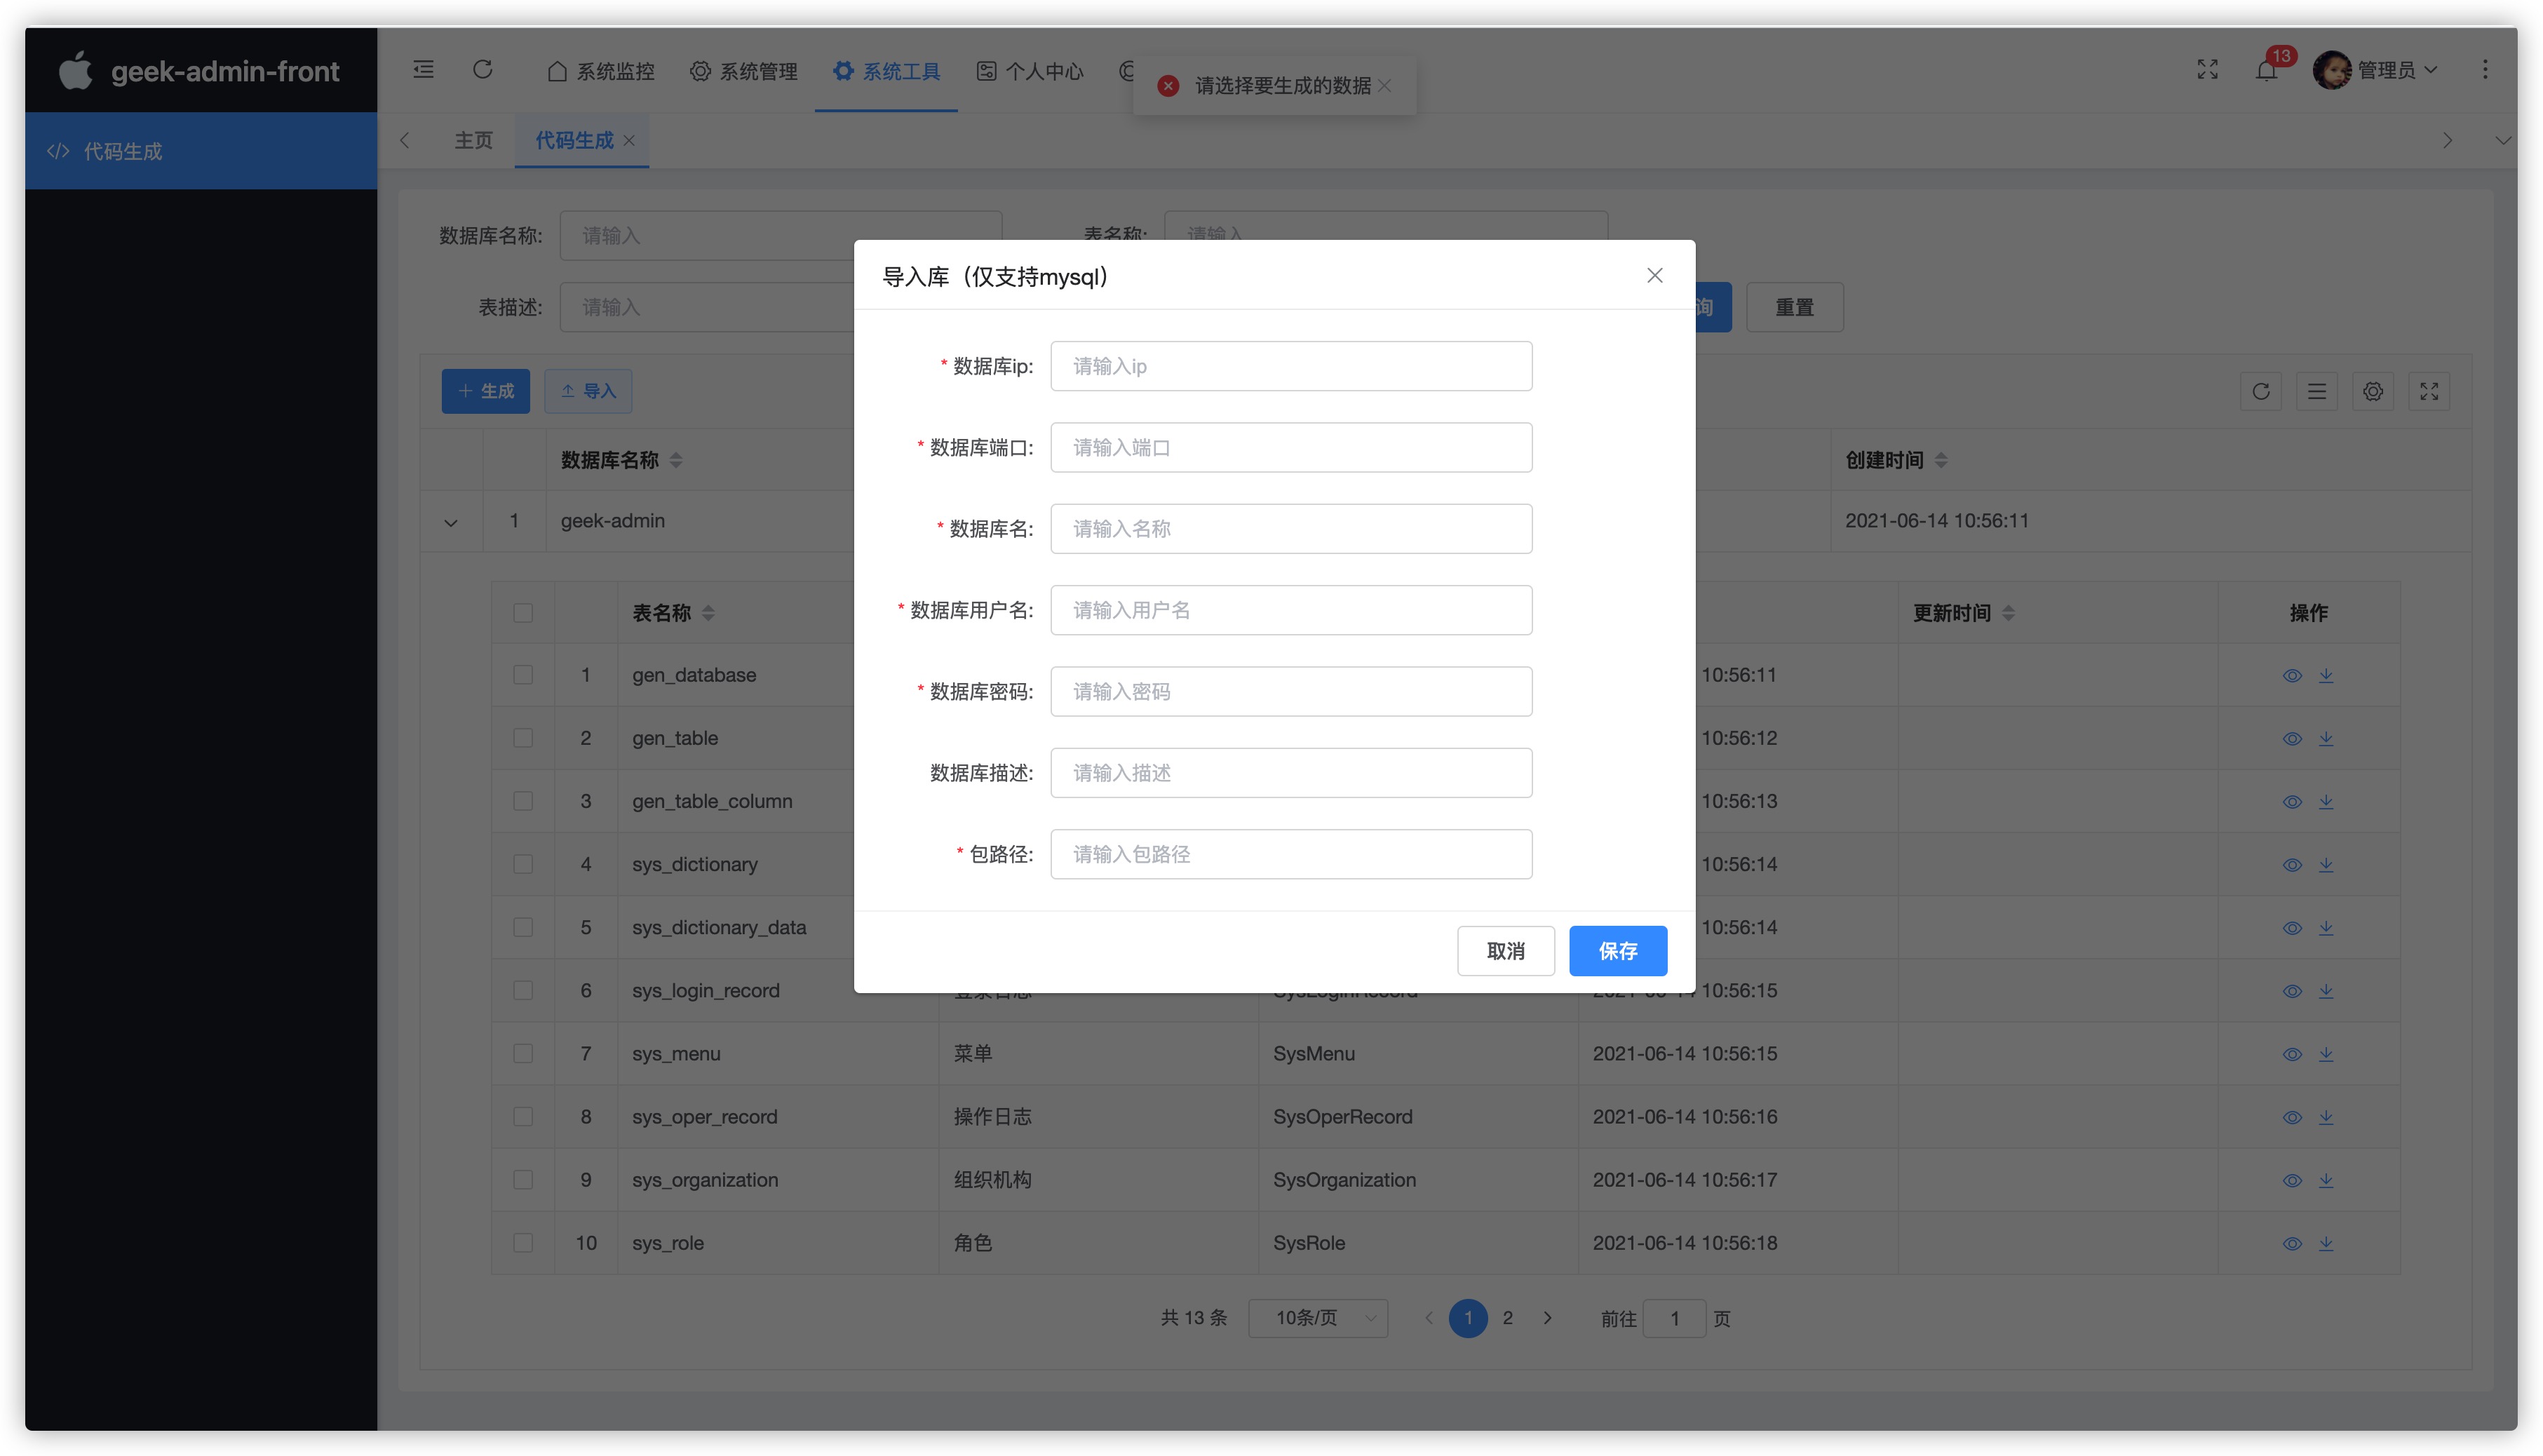 geek-admin-front
系统监控 系统管理 系统工具 个人中心
请选择要生成的数据
13
管理员
代码生成
主页 代码生成
数据库名称: 请输入 表名称: 请输入
表描述: 请输入 询 重置
生成 导入
数据库名称 创建时间
1 geek-admin 2021-06-14 10:56:11
表名称 更新时间 操作
1 gen_database 10:56:11
2 gen_table 10:56:12
3 gen_table_column 10:56:13
4 sys_dictionary 10:56:14
5 sys_dictionary_data 10:56:14
6 sys_login_record 登录日志 SysLoginRecord 2021-06-14 10:56:15
7 sys_menu 菜单 SysMenu 2021-06-14 10:56:15
8 sys_oper_record 操作日志 SysOperRecord 2021-06-14 10:56:16
9 sys_organization 组织机构 SysOrganization 2021-06-14 10:56:17
10 sys_role 角色 SysRole 2021-06-14 10:56:18
共 13 条 10条/页 1 2 前往 1 页
导入库（仅支持mysql）
* 数据库ip: 请输入ip
* 数据库端口: 请输入端口
* 数据库名: 请输入名称
* 数据库用户名: 请输入用户名
* 数据库密码: 请输入密码
数据库描述: 请输入描述
* 包路径: 请输入包路径
取消 保存